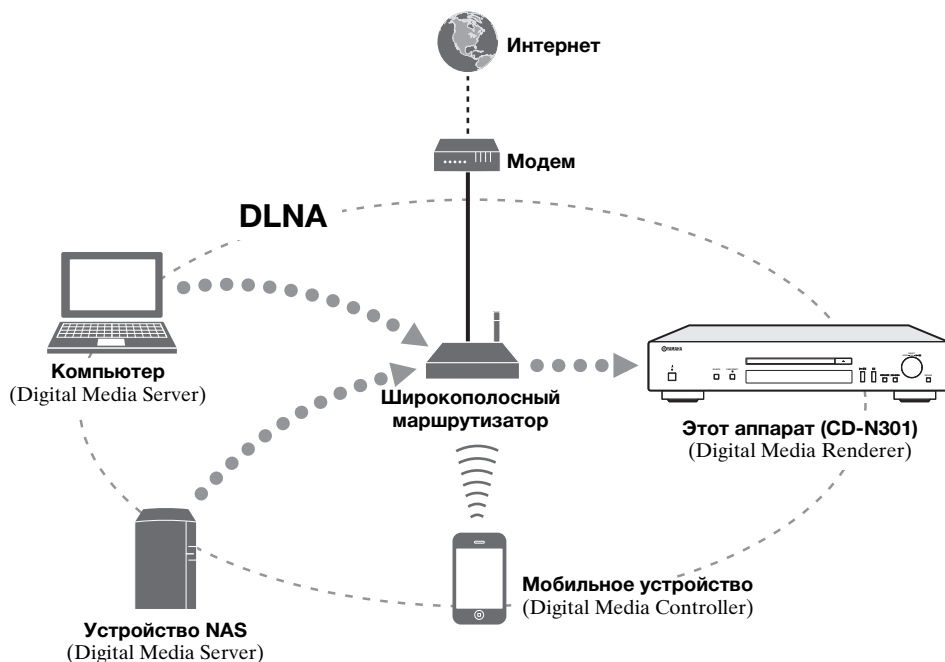 Интернет
Модем
DLNA
Компьютер
(Digital Media Server)
Широкополосный
маршрутизатор
YAMAHA
Этот аппарат (CD-N301)
(Digital Media Renderer)
Мобильное устройство
(Digital Media Controller)
Устройство NAS
(Digital Media Server)